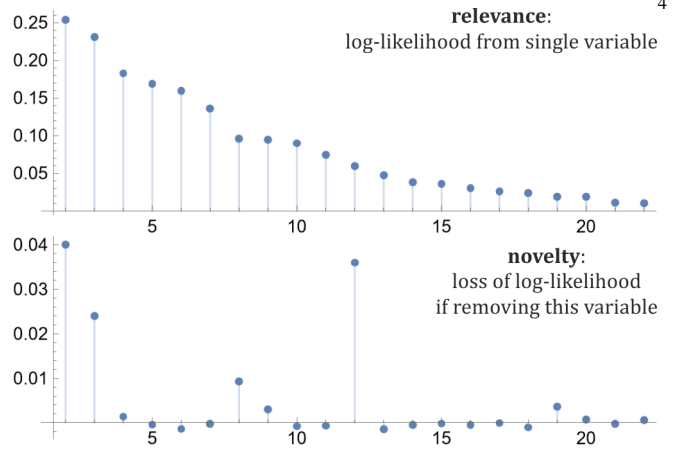 4
relevance:
log-likelihood from single variable
0.25
0.20
0.15
0.10
0.05
5 10 15 20
novelty:
loss of log-likelihood
if removing this variable
0.04
0.03
0.02
0.01
5 10 15 20